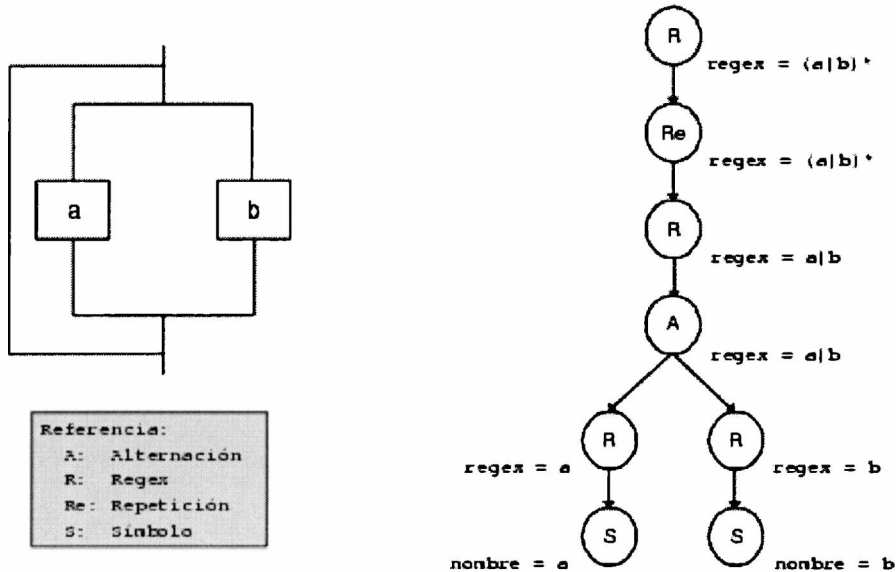 a
b
Referencia:
A: Alternación
R: Regex
Re: Repetición
S: Símbolo
R
regex = (a|b)*
Re
regex = (a|b)*
R
regex = a|b
A
regex = a|b
R
R
regex = a
regex = b
S
S
nombre = a
nombre = b